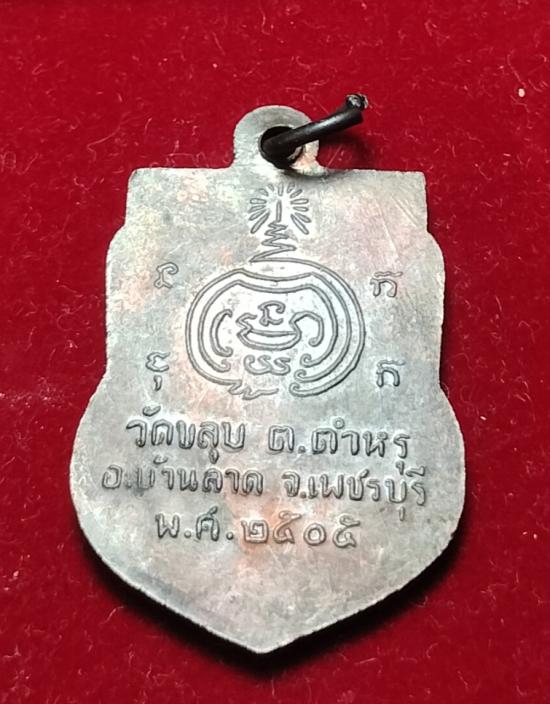 วัดขลุบ ต.ตำหรุ
อ.บ้านลาด จ.เพชรบุรี
พ.ศ.๒๕๐๕